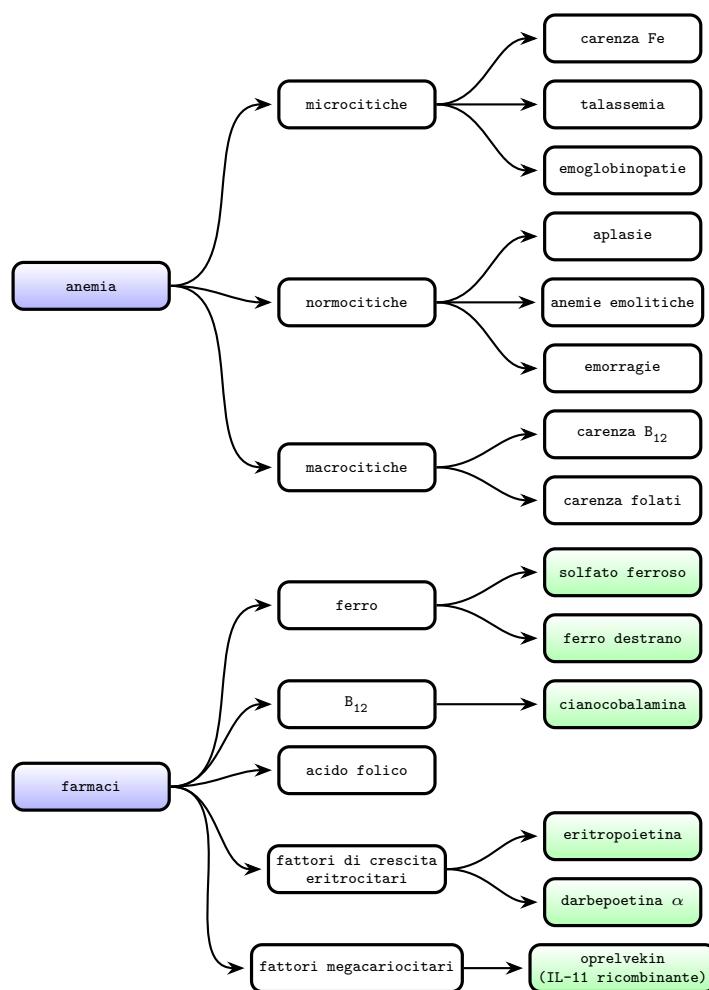 carenza Fe
microcitiche
talassemia
emoglobinopatie
aplasie
anemia
normocitiche
anemie emolitiche
emorragie
carenza B₁₂
macrocitiche
carenza folati
solfato ferroso
ferro
ferro destrano
B₁₂
cianocobalamina
acido folico
farmaci
eritropoietina
fattori di crescita
eritrocitari
darbepoetina α
fattori megacariocitari
oprelvekin
(IL-11 ricombinante)